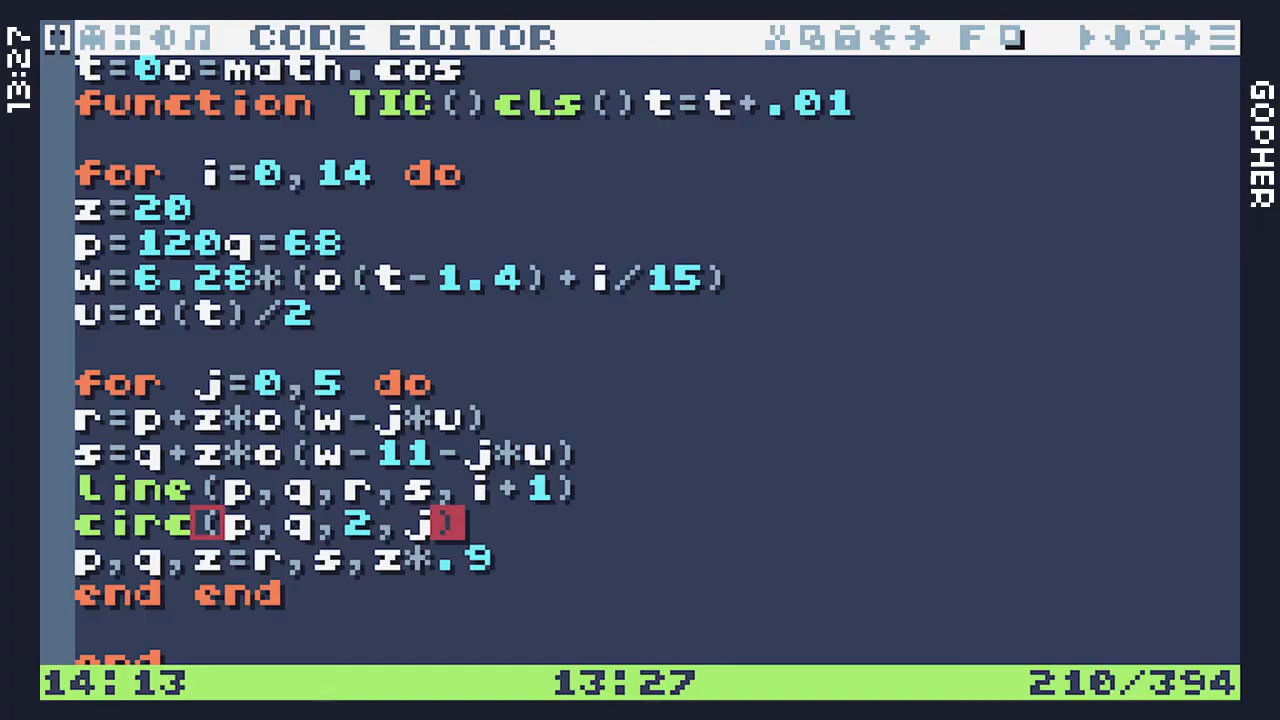 CODE EDITOR
F
t=0o=math.cos
function TIC()cls()t=t+.01
for i=0,14 do
z=20
p=120q=68
w=6.28*(o(t-1.4)+i/15)
u=o(t)/2
for j=0,5 do
r=p+z*o(w-j*u)
s=q+z*o(w-11-j*u)
line(p,q,r,s,i+1)
circ(p,q,2,j)
p,q,z=r,s,z*.9
end end
end
14:13 13:27 210/394
13:27
GOPHER